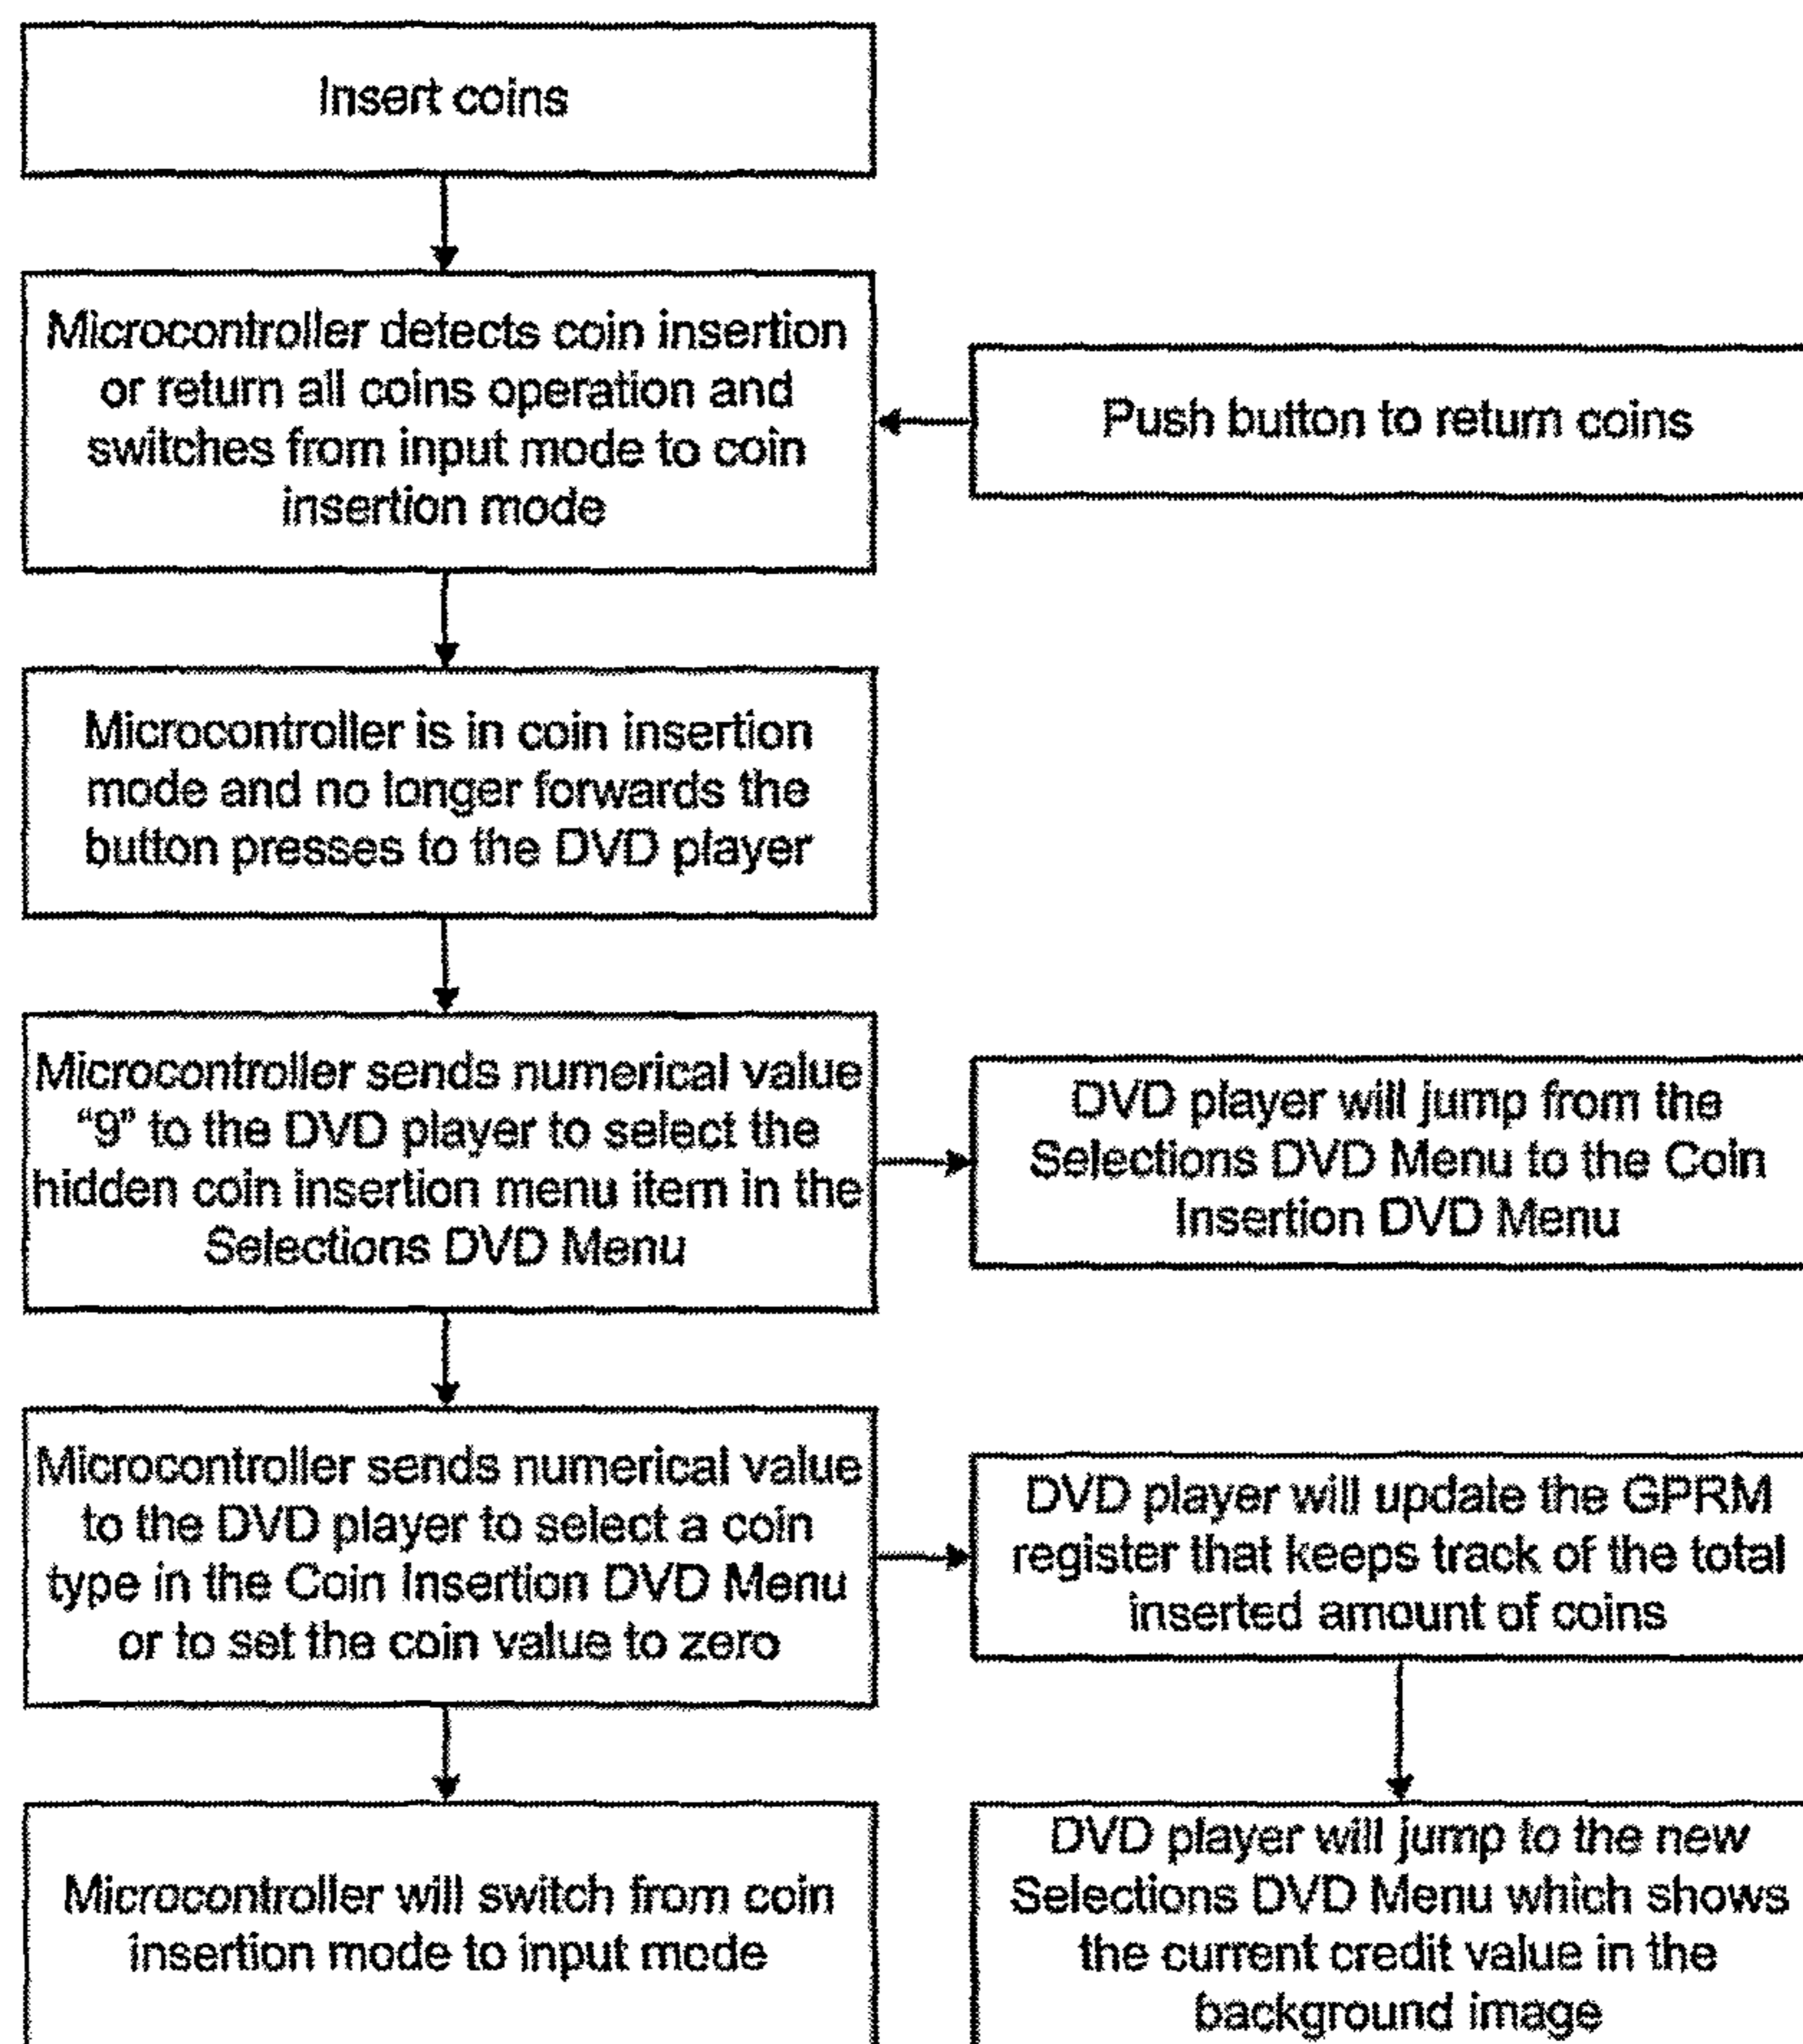 Insert coins
Microcontroller detects coin insertion
or return all coins operation and
switches from input mode to coin
insertion mode
Push button to return coins
Microcontroller is in coin insertion
mode and no longer forwards the
button presses to the DVD player
Microcontroller sends numerical value
“9” to the DVD player to select the
hidden coin insertion menu item in the
Selections DVD Menu
DVD player will jump from the
Selections DVD Menu to the Coin
Insertion DVD Menu
Microcontroller sends numerical value
to the DVD player to select a coin
type in the Coin Insertion DVD Menu
or to set the coin value to zero
DVD player will update the GPRM
register that keeps track of the total
inserted amount of coins
Microcontroller will switch from coin
insertion mode to input mode
DVD player will jump to the new
Selections DVD Menu which shows
the current credit value in the
background image